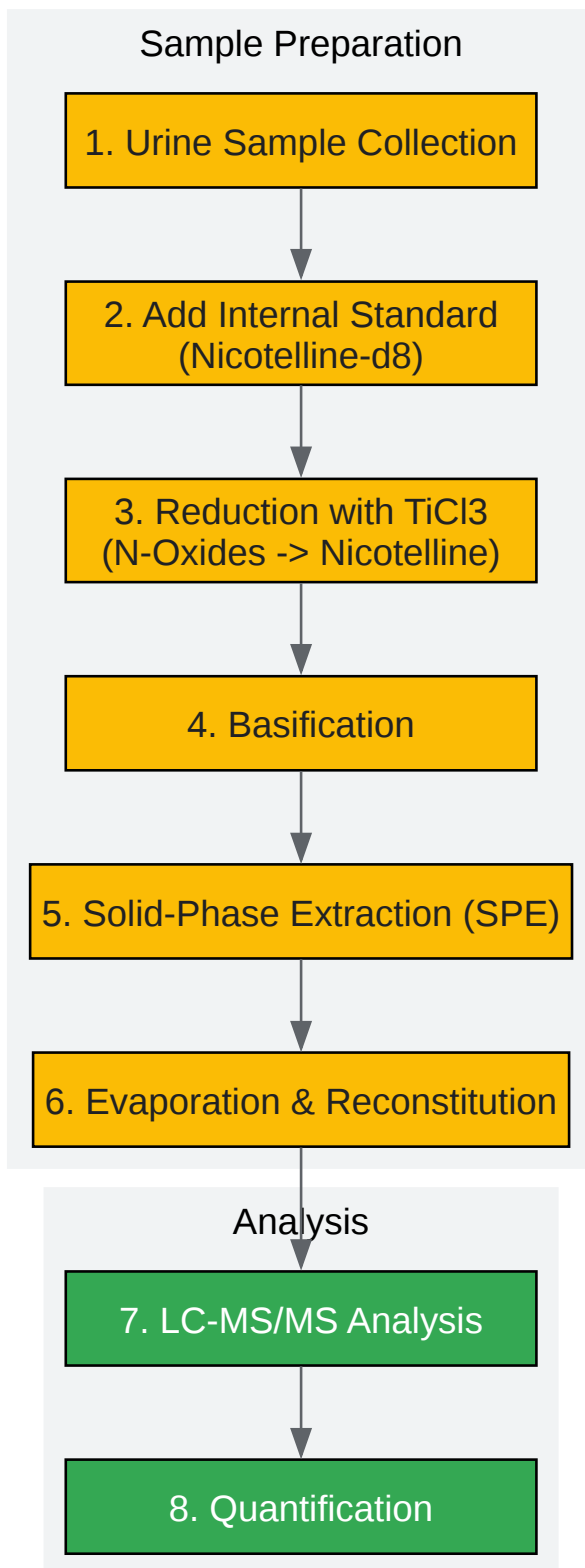 Sample Preparation
1. Urine Sample Collection
2. Add Internal Standard
(Nicotelline-d8)
3. Reduction with TiCl3
(N-Oxides -> Nicotelline)
4. Basification
5. Solid-Phase Extraction (SPE)
6. Evaporation & Reconstitution
Analysis
7. LC-MS/MS Analysis
8. Quantification